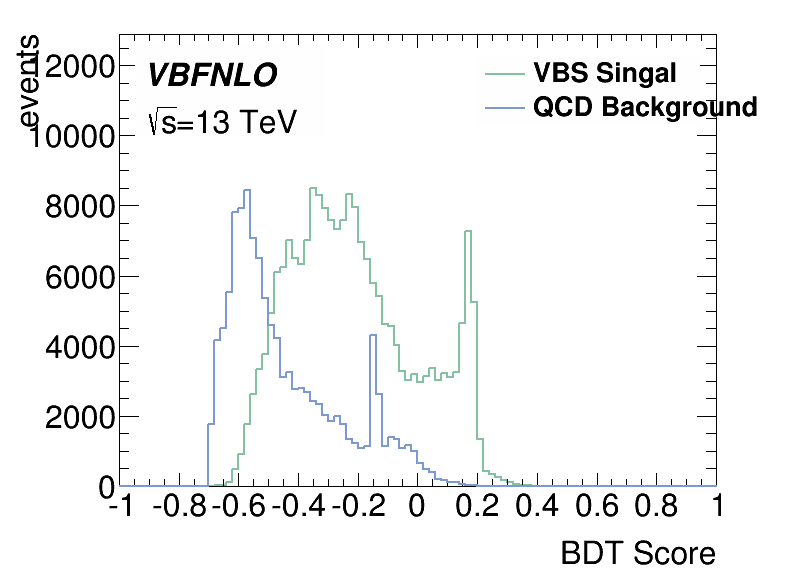 events
12000
10000
8000
6000
4000
2000
0
VBFNLO
√s=13 TeV
VBS Singal
QCD Background
-1 -0.8 -0.6 -0.4 -0.2 0 0.2 0.4 0.6 0.8 1
BDT Score